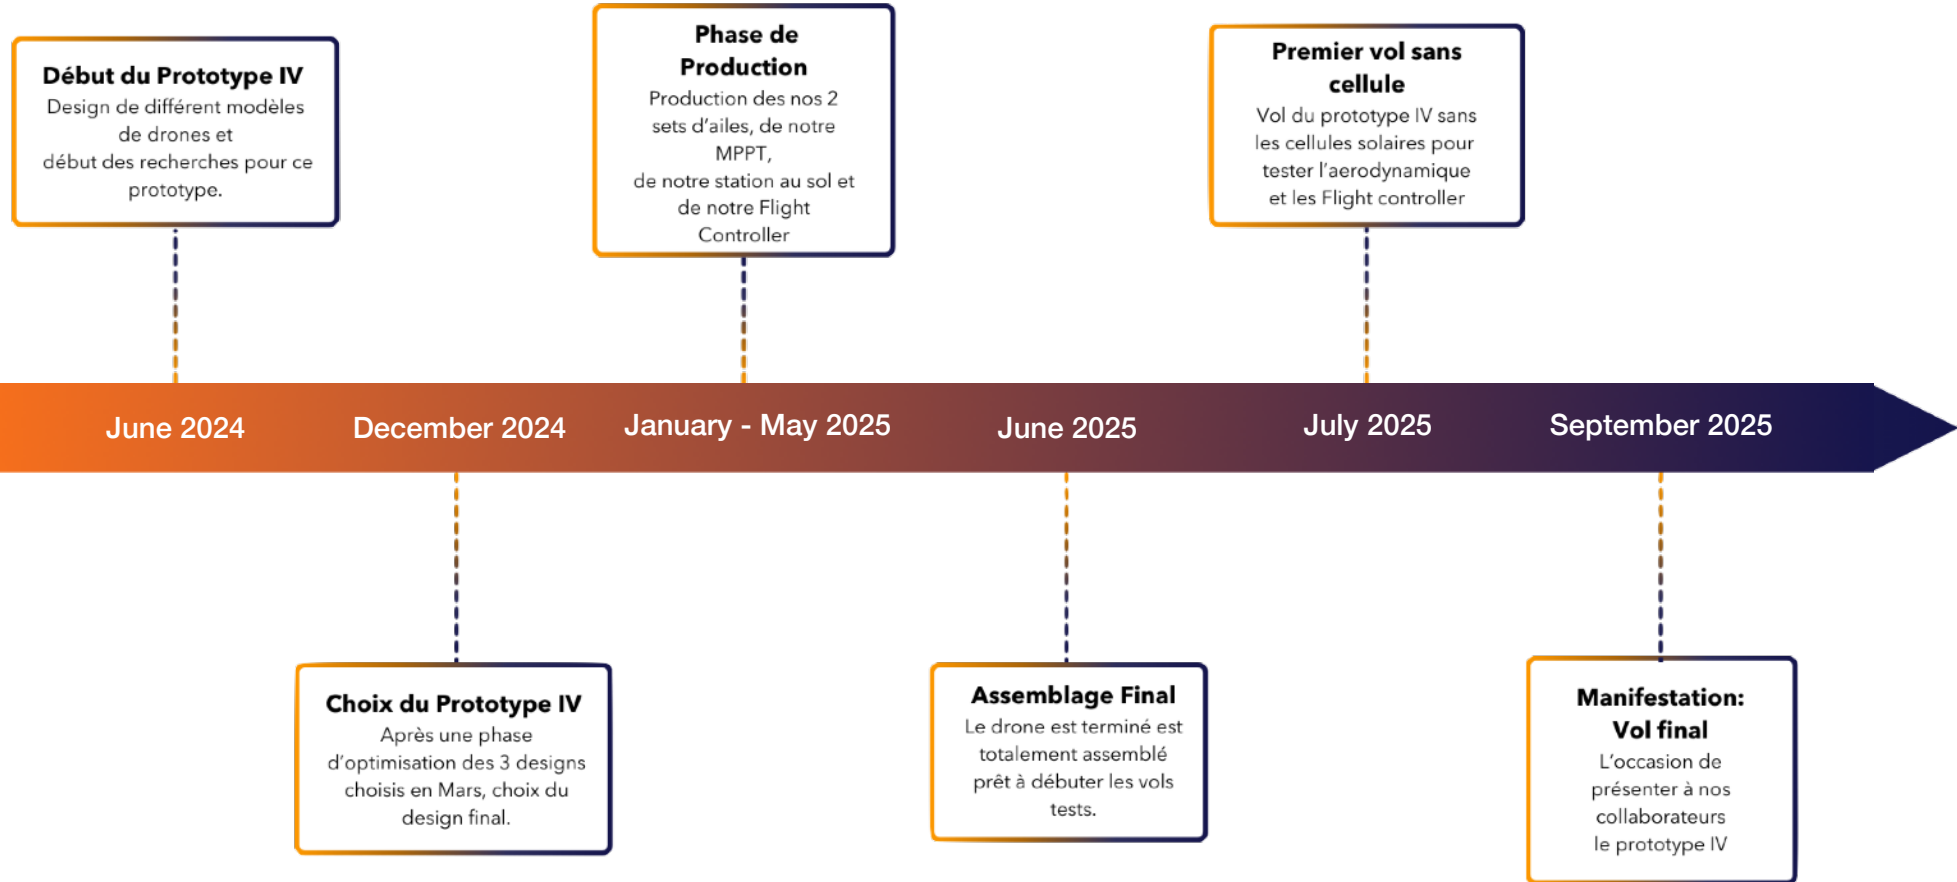 Début du Prototype IV
Design de différent modèles
de drones et
début des recherches pour ce
prototype.
Phase de
Production
Production des nos 2
sets d'ailes, de notre
MPPT,
de notre station au sol et
de notre Flight
Controller
Premier vol sans
cellule
Vol du prototype IV sans
les cellules solaires pour
tester l'aerodynamique
et les Flight controller
June 2024
December 2024
January - May 2025
June 2025
July 2025
September 2025
Choix du Prototype IV
Après une phase
d'optimisation des 3 designs
choisis en Mars, choix du
design final.
Assemblage Final
Le drone est terminé est
totalement assemblé
prêt à débuter les vols
tests.
Manifestation:
Vol final
L'occasion de
présenter à nos
collaborateurs
le prototype IV